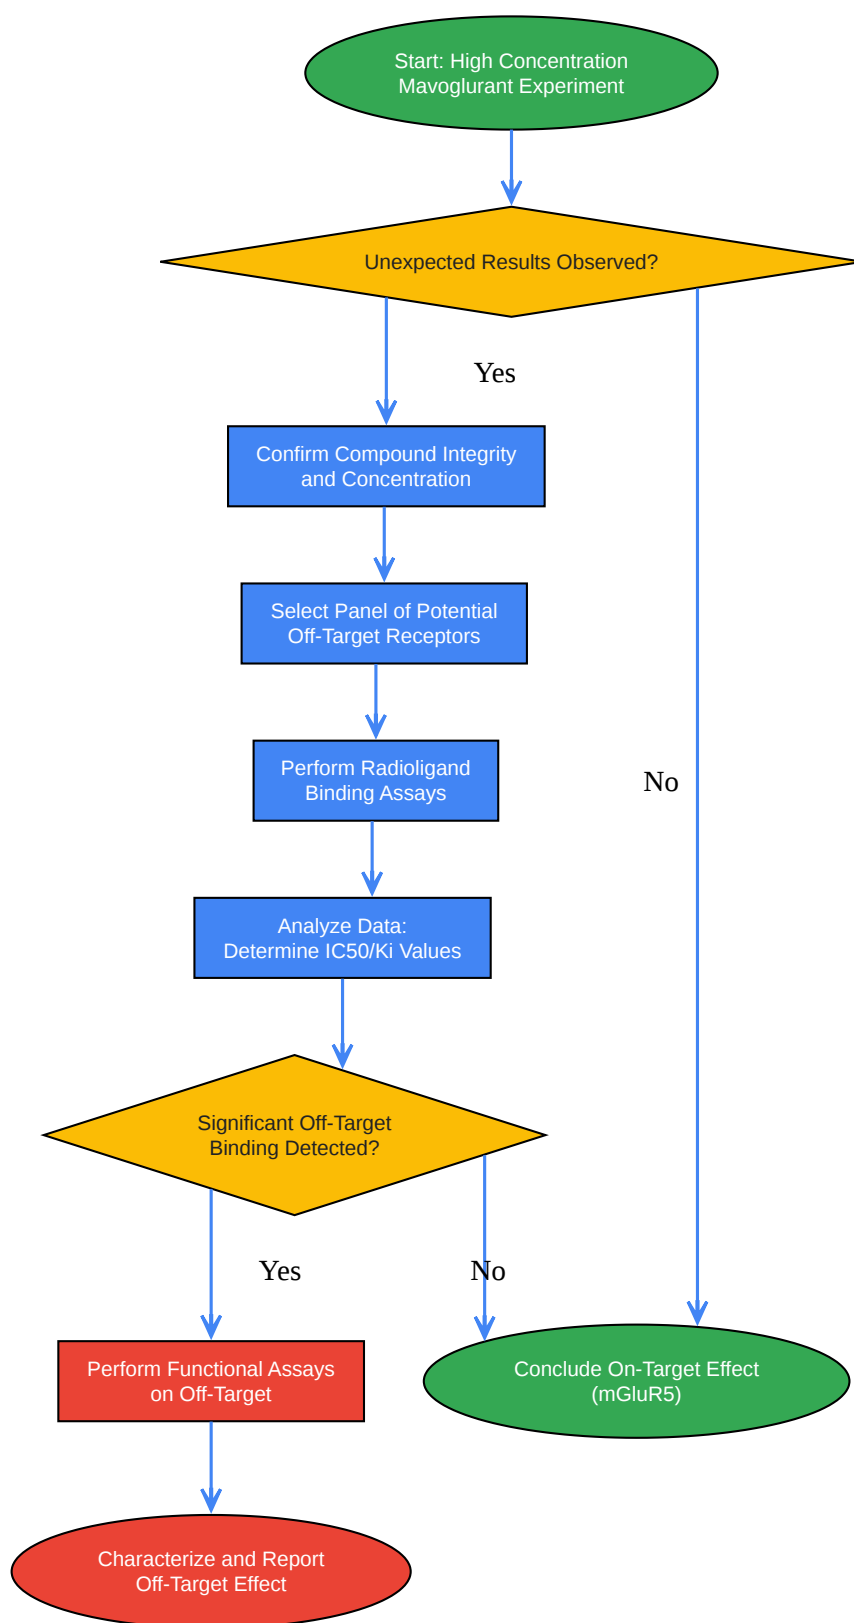 Start: High Concentration
Mavoglurant Experiment
Unexpected Results Observed?
Yes
Confirm Compound Integrity
and Concentration
Select Panel of Potential
Off-Target Receptors
Perform Radioligand
Binding Assays
No
Analyze Data:
Determine IC50/Ki Values
Significant Off-Target
Binding Detected?
Yes
No
Perform Functional Assays
on Off-Target
Conclude On-Target Effect
(mGluR5)
Characterize and Report
Off-Target Effect